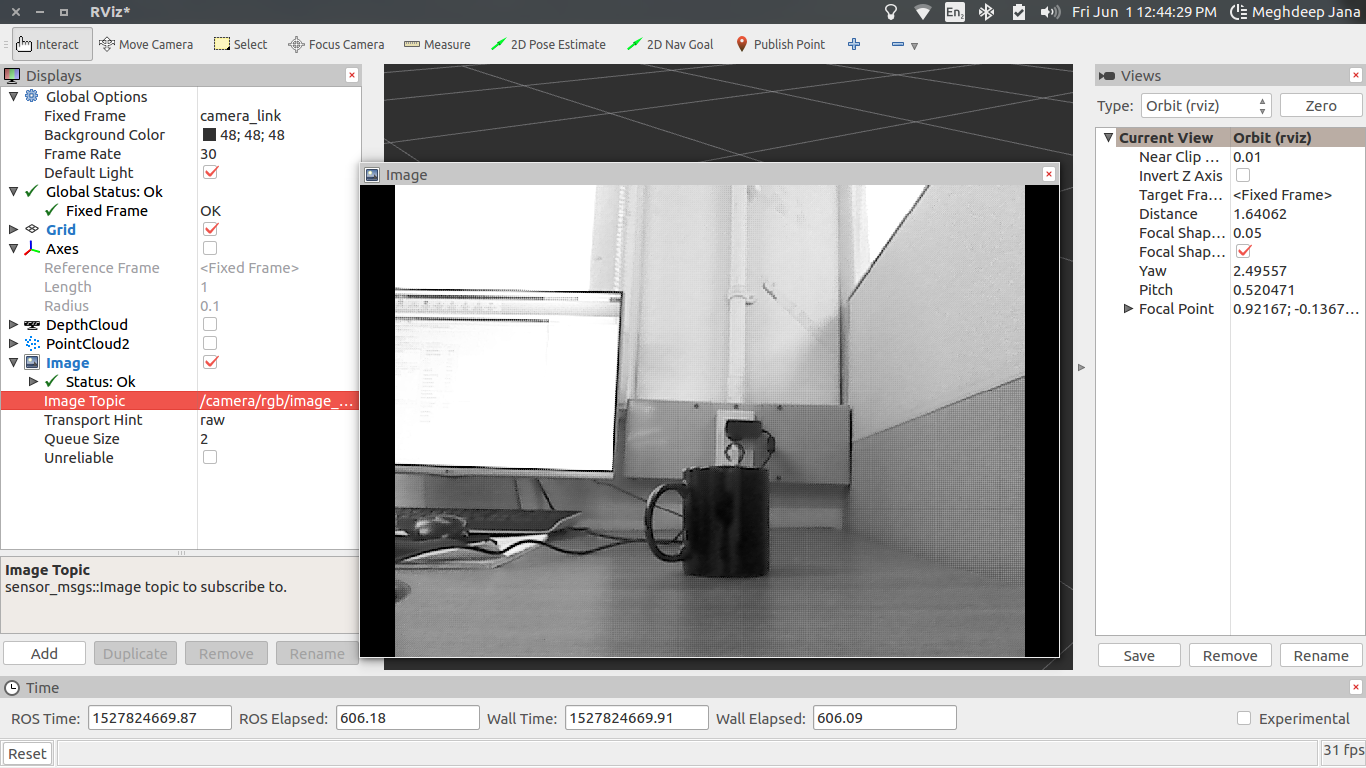 RViz*
En2
Fri Jun 1 12:44:29 PM
Meghdeep Jana
Interact
Move Camera
Select
Focus Camera
Measure
2D Pose Estimate
2D Nav Goal
Publish Point
Displays
Global Options
Fixed Frame camera_link
Background Color 48; 48; 48
Frame Rate 30
Default Light
Global Status: Ok
Fixed Frame OK
Grid
Axes
Reference Frame <Fixed Frame>
Length 1
Radius 0.1
DepthCloud
PointCloud2
Image
Status: Ok
Image Topic /camera/rgb/image_...
Transport Hint raw
Queue Size 2
Unreliable
Image Topic
sensor_msgs::Image topic to subscribe to.
Add Duplicate Remove Rename
Image
Views
Type: Orbit (rviz) Zero
Current View Orbit (rviz)
Near Clip ... 0.01
Invert Z Axis
Target Fra... <Fixed Frame>
Distance 1.64062
Focal Shap... 0.05
Focal Shap...
Yaw 2.49557
Pitch 0.520471
Focal Point 0.92167; -0.1367...
Save Remove Rename
Time
ROS Time: 1527824669.87 ROS Elapsed: 606.18 Wall Time: 1527824669.91 Wall Elapsed: 606.09 Experimental
Reset 31 fps